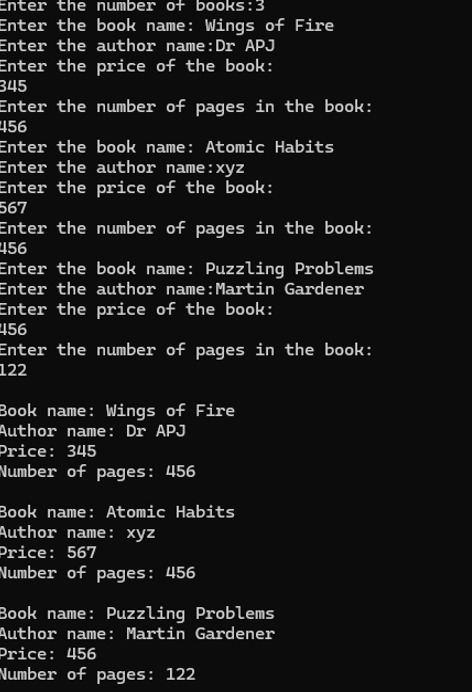 Enter the number of books:3
Enter the book name: Wings of Fire
Enter the author name:Dr APJ
Enter the price of the book:
345
Enter the number of pages in the book:
456
Enter the book name: Atomic Habits
Enter the author name:xyz
Enter the price of the book:
567
Enter the number of pages in the book:
456
Enter the book name: Puzzling Problems
Enter the author name:Martin Gardener
Enter the price of the book:
456
Enter the number of pages in the book:
122
Book name: Wings of Fire
Author name: Dr APJ
Price: 345
Number of pages: 456
Book name: Atomic Habits
Author name: xyz
Price: 567
Number of pages: 456
Book name: Puzzling Problems
Author name: Martin Gardener
Price: 456
Number of pages: 122